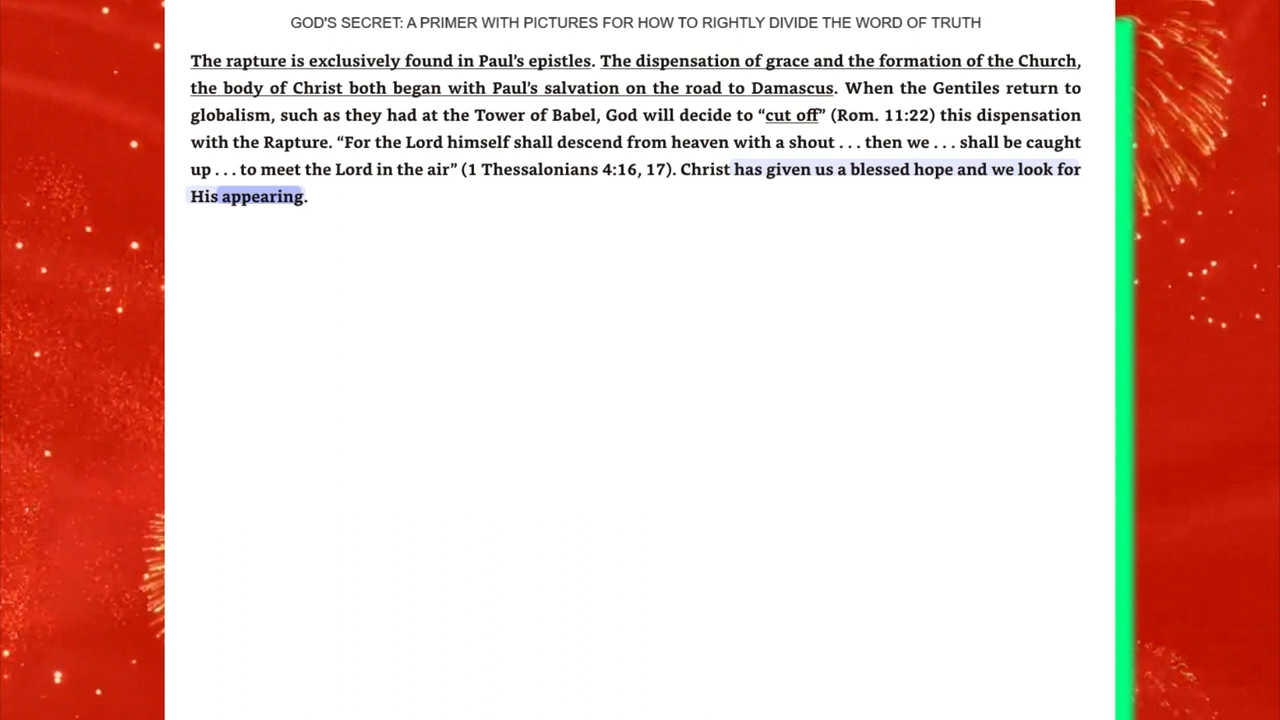 GOD'S SECRET: A PRIMER WITH PICTURES FOR HOW TO RIGHTLY DIVIDE THE WORD OF TRUTH
The rapture is exclusively found in Paul’s epistles. The dispensation of grace and the formation of the Church,
the body of Christ both began with Paul’s salvation on the road to Damascus. When the Gentiles return to
globalism, such as they had at the Tower of Babel, God will decide to “cut off” (Rom. 11:22) this dispensation
with the Rapture. “For the Lord himself shall descend from heaven with a shout . . . then we . . . shall be caught
up . . . to meet the Lord in the air” (1 Thessalonians 4:16, 17). Christ has given us a blessed hope and we look for
His appearing.